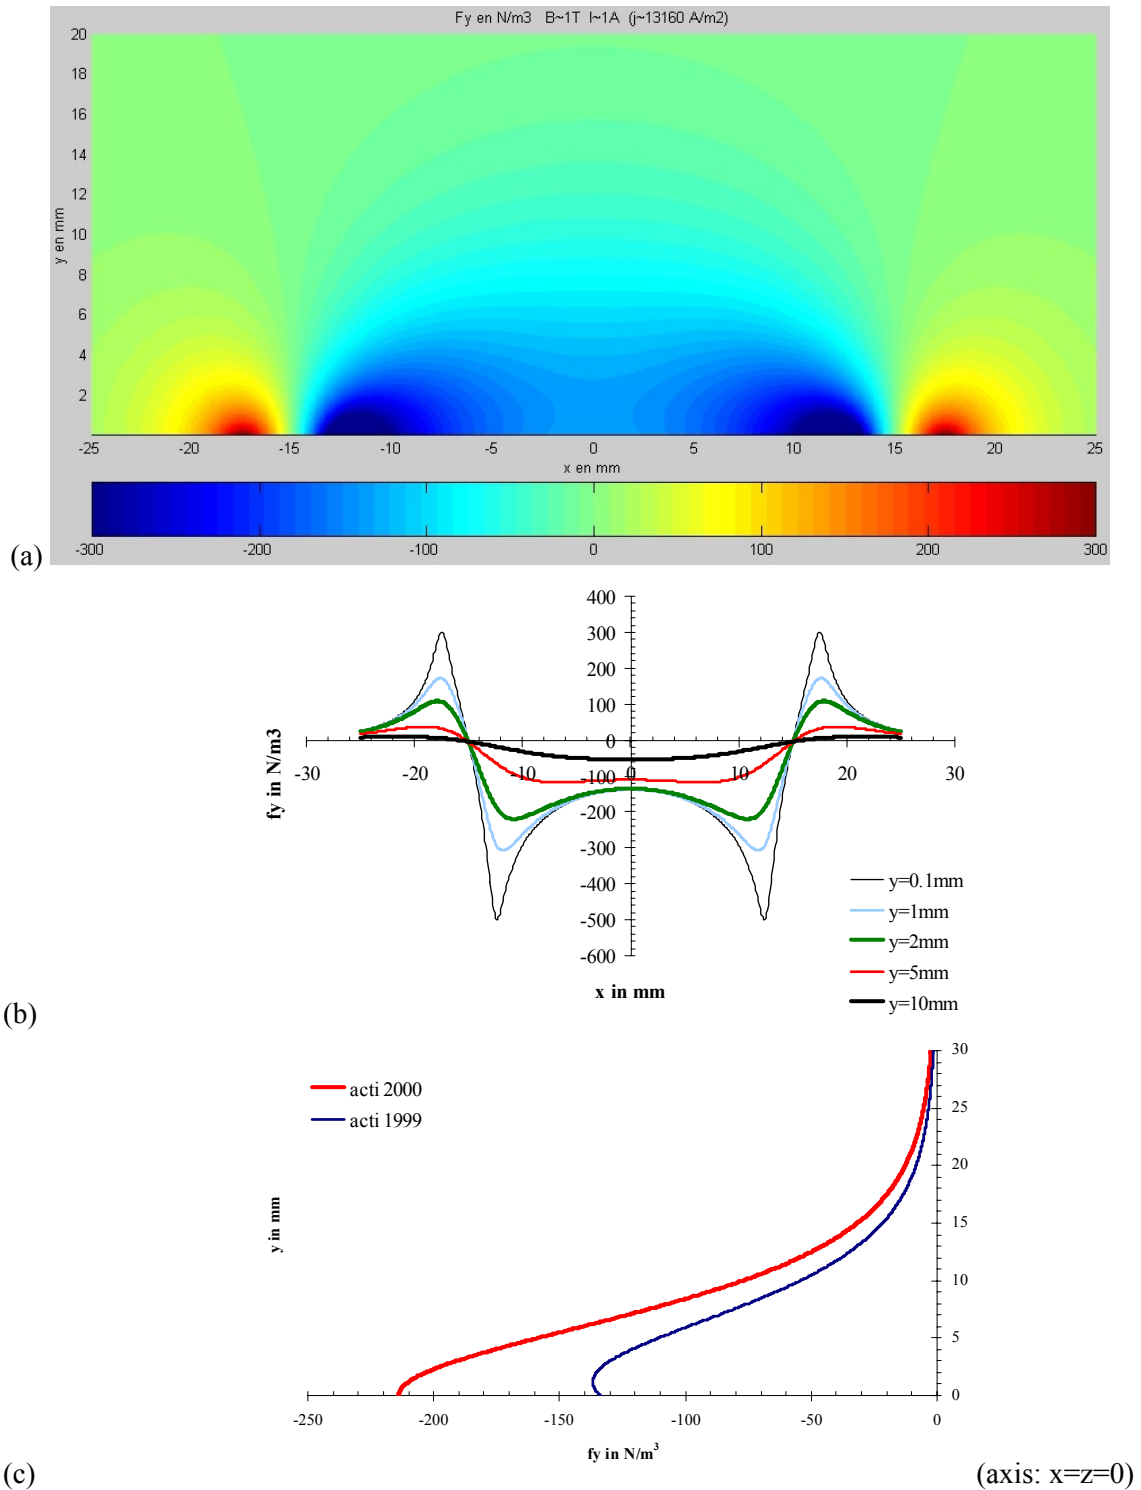 Fy en N/m3 B~1T I~1A (j~13160 A/m2)
20
18
16
14
12
10
8
6
4
2
y en mm
-25 -20 -15 -10 -5 0 5 10 15 20 25
x en mm
-300 -200 -100 0 100 200 300
(a)
400
300
200
100
0
-100
-200
-300
-400
-500
-600
-30 -20 -10 0 10 20 30
fy in N/m3
x in mm
y=0.1mm
y=1mm
y=2mm
y=5mm
y=10mm
(b)
acti 2000
acti 1999
30
25
20
15
10
5
0
y in mm
-250 -200 -150 -100 -50 0
fy in N/m3
(c) (axis: x=z=0)